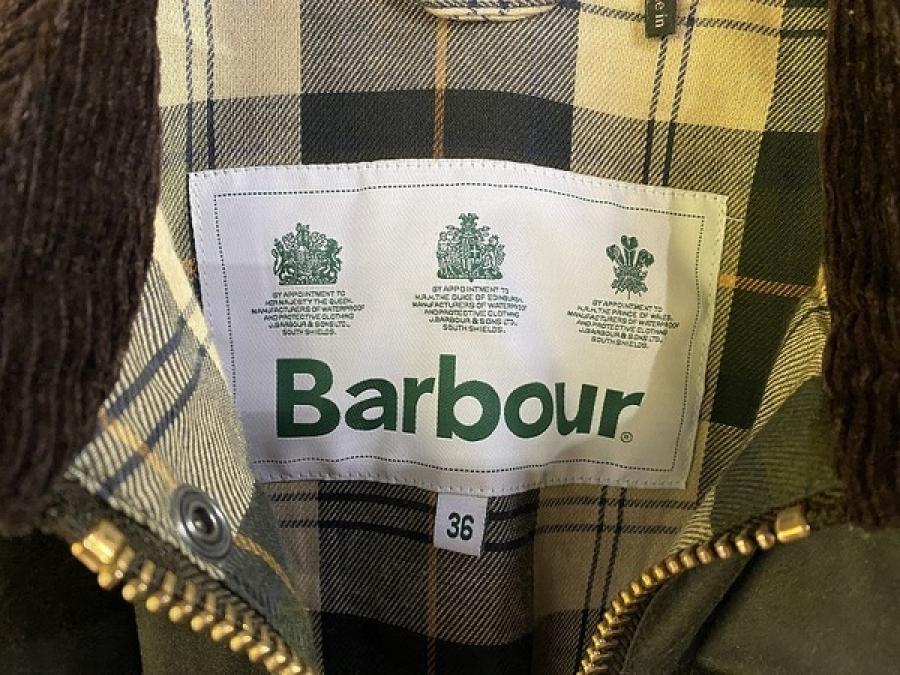 e in
BY APPOINTMENT TO
HER MAJESTY THE QUEEN,
MANUFACTURERS OF WATERPROOF
AND PROTECTIVE CLOTHING
J.BARBOUR & SONS LTD.,
SOUTH SHIELDS.
BY APPOINTMENT TO
H.R.H. THE DUKE OF EDINBURGH,
MANUFACTURERS OF WATERPROOF
AND PROTECTIVE CLOTHING
J.BARBOUR & SONS LTD.,
SOUTH SHIELDS.
BY APPOINTMENT TO
H.R.H. THE PRINCE OF WALES,
MANUFACTURERS OF WATERPROOF
AND PROTECTIVE CLOTHING
J.BARBOUR & SONS LTD.,
SOUTH SHIELDS.
Barbour®
36